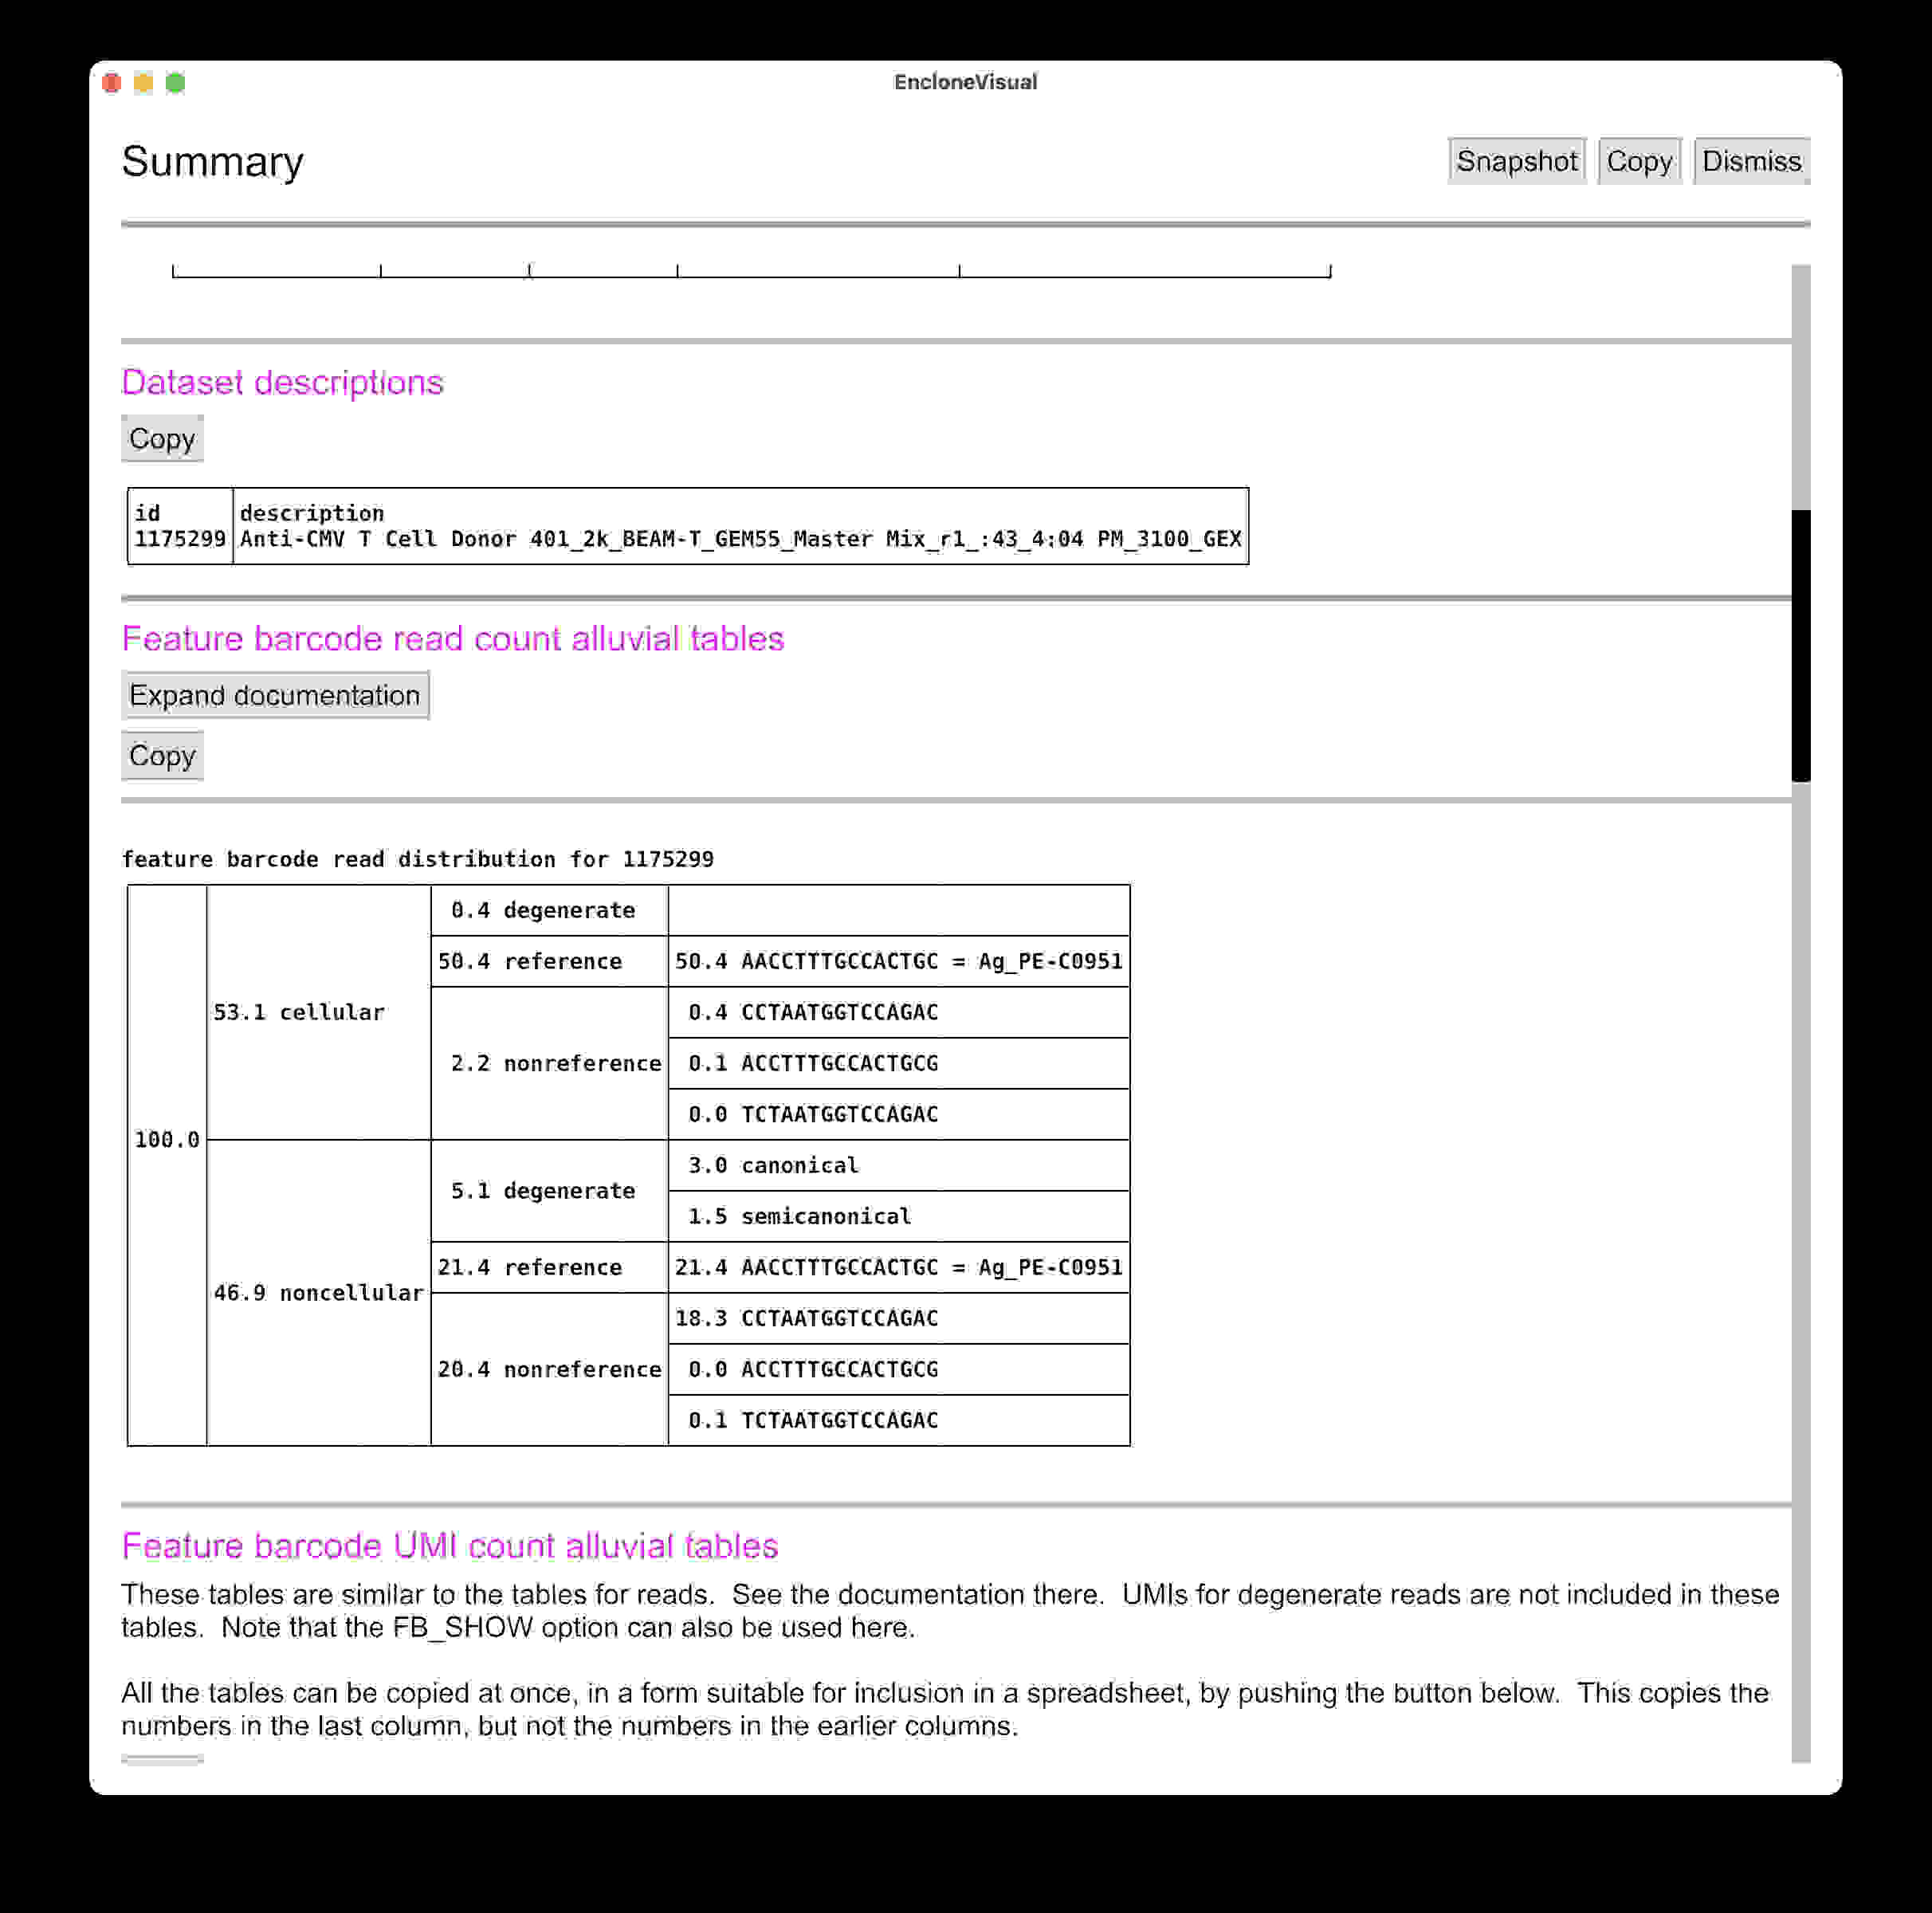 EncloneVisual
Summary
Snapshot Copy Dismiss
Dataset descriptions
Copy
id description
1175299 Anti-CMV T Cell Donor 401_2k_BEAM-T_GEM55_Master Mix_r1_:43_4:04 PM_3100_GEX
Feature barcode read count alluvial tables
Expand documentation
Copy
feature barcode read distribution for 1175299
0.4 degenerate
50.4 reference 50.4 AACCTTTGCCACTGC = Ag_PE-C0951
53.1 cellular 0.4 CCTAATGGTCCAGAC
2.2 nonreference 0.1 ACCTTTGCCACTGCG
0.0 TCTAATGGTCCAGAC
100.0
3.0 canonical
5.1 degenerate
1.5 semicanonical
21.4 reference 21.4 AACCTTTGCCACTGC = Ag_PE-C0951
46.9 noncellular
18.3 CCTAATGGTCCAGAC
20.4 nonreference 0.0 ACCTTTGCCACTGCG
0.1 TCTAATGGTCCAGAC
Feature barcode UMI count alluvial tables
These tables are similar to the tables for reads. See the documentation there. UMIs for degenerate reads are not included in these
tables. Note that the FB_SHOW option can also be used here.
All the tables can be copied at once, in a form suitable for inclusion in a spreadsheet, by pushing the button below. This copies the
numbers in the last column, but not the numbers in the earlier columns.